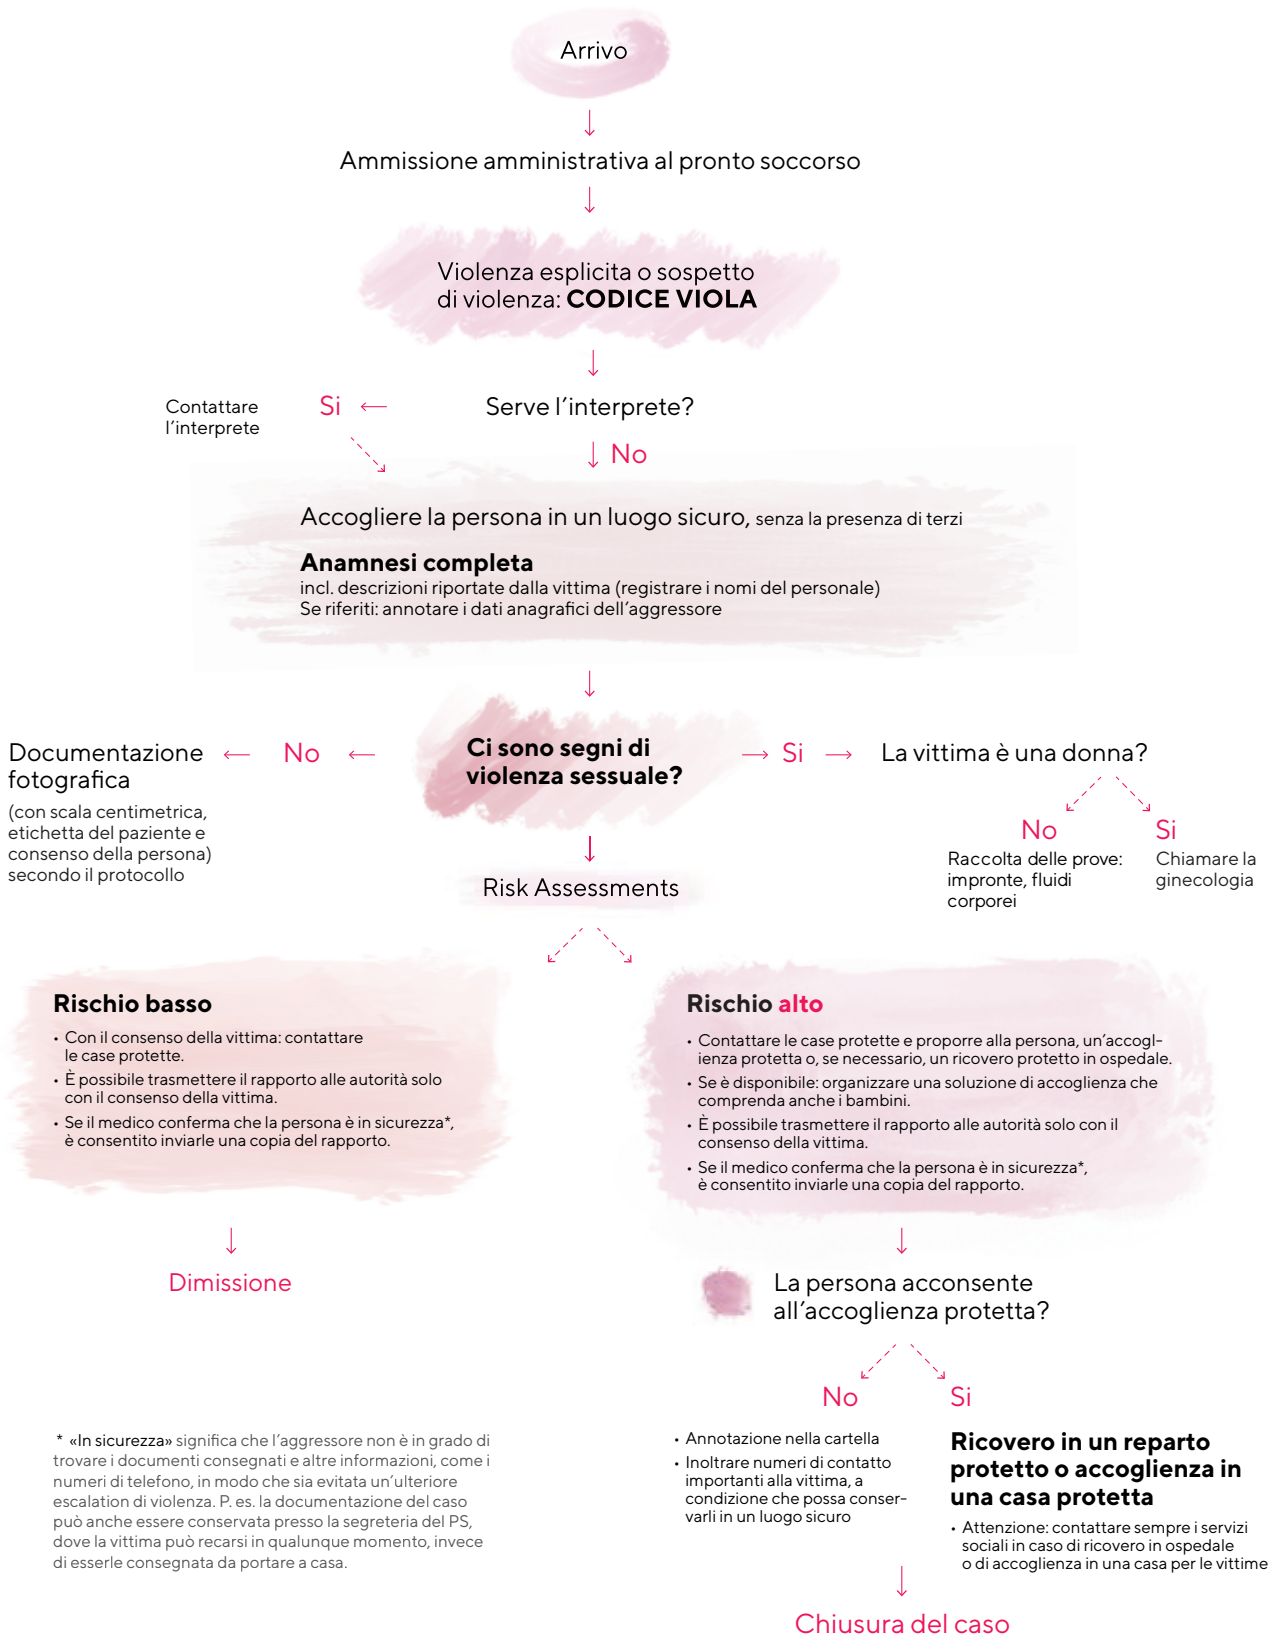 Arrivo
Ammissione amministrativa al pronto soccorso
Violenza esplicita o sospetto
di violenza: CODICE VIOLA
Serve l'interprete?
Si
Contattare
l'interprete
No
Accogliere la persona in un luogo sicuro, senza la presenza di terzi
Anamnesi completa
incl. descrizioni riportate dalla vittima (registrare i nomi del personale)
Se riferiti: annotare i dati anagrafici dell'aggressore
Ci sono segni di
violenza sessuale?
No
Documentazione
fotografica
(con scala centimetrica,
etichetta del paziente e
consenso della persona)
secondo il protocollo
Si
La vittima è una donna?
No
Raccolta delle prove:
impronte, fluidi
corporei
Si
Chiamare la
ginecologia
Risk Assessments
Rischio basso
• Con il consenso della vittima: contattare
le case protette.
• È possibile trasmettere il rapporto alle autorità solo
con il consenso della vittima.
• Se il medico conferma che la persona è in sicurezza*,
è consentito inviarle una copia del rapporto.
Dimissione
Rischio alto
• Contattare le case protette e proporre alla persona, un'accogl-
ienza protetta o, se necessario, un ricovero protetto in ospedale.
• Se è disponibile: organizzare una soluzione di accoglienza che
comprenda anche i bambini.
• È possibile trasmettere il rapporto alle autorità solo con il
consenso della vittima.
• Se il medico conferma che la persona è in sicurezza*,
è consentito inviarle una copia del rapporto.
La persona acconsente
all'accoglienza protetta?
No
• Annotazione nella cartella
• Inoltrare numeri di contatto
importanti alla vittima, a
condizione che possa conser-
varli in un luogo sicuro
Si
Ricovero in un reparto
protetto o accoglienza in
una casa protetta
• Attenzione: contattare sempre i servizi
sociali in caso di ricovero in ospedale
o di accoglienza in una casa per le vittime
Chiusura del caso
* «In sicurezza» significa che l'aggressore non è in grado di
trovare i documenti consegnati e altre informazioni, come i
numeri di telefono, in modo che sia evitata un'ulteriore
escalation di violenza. P. es. la documentazione del caso
può anche essere conservata presso la segreteria del PS,
dove la vittima può recarsi in qualunque momento, invece
di esserle consegnata da portare a casa.